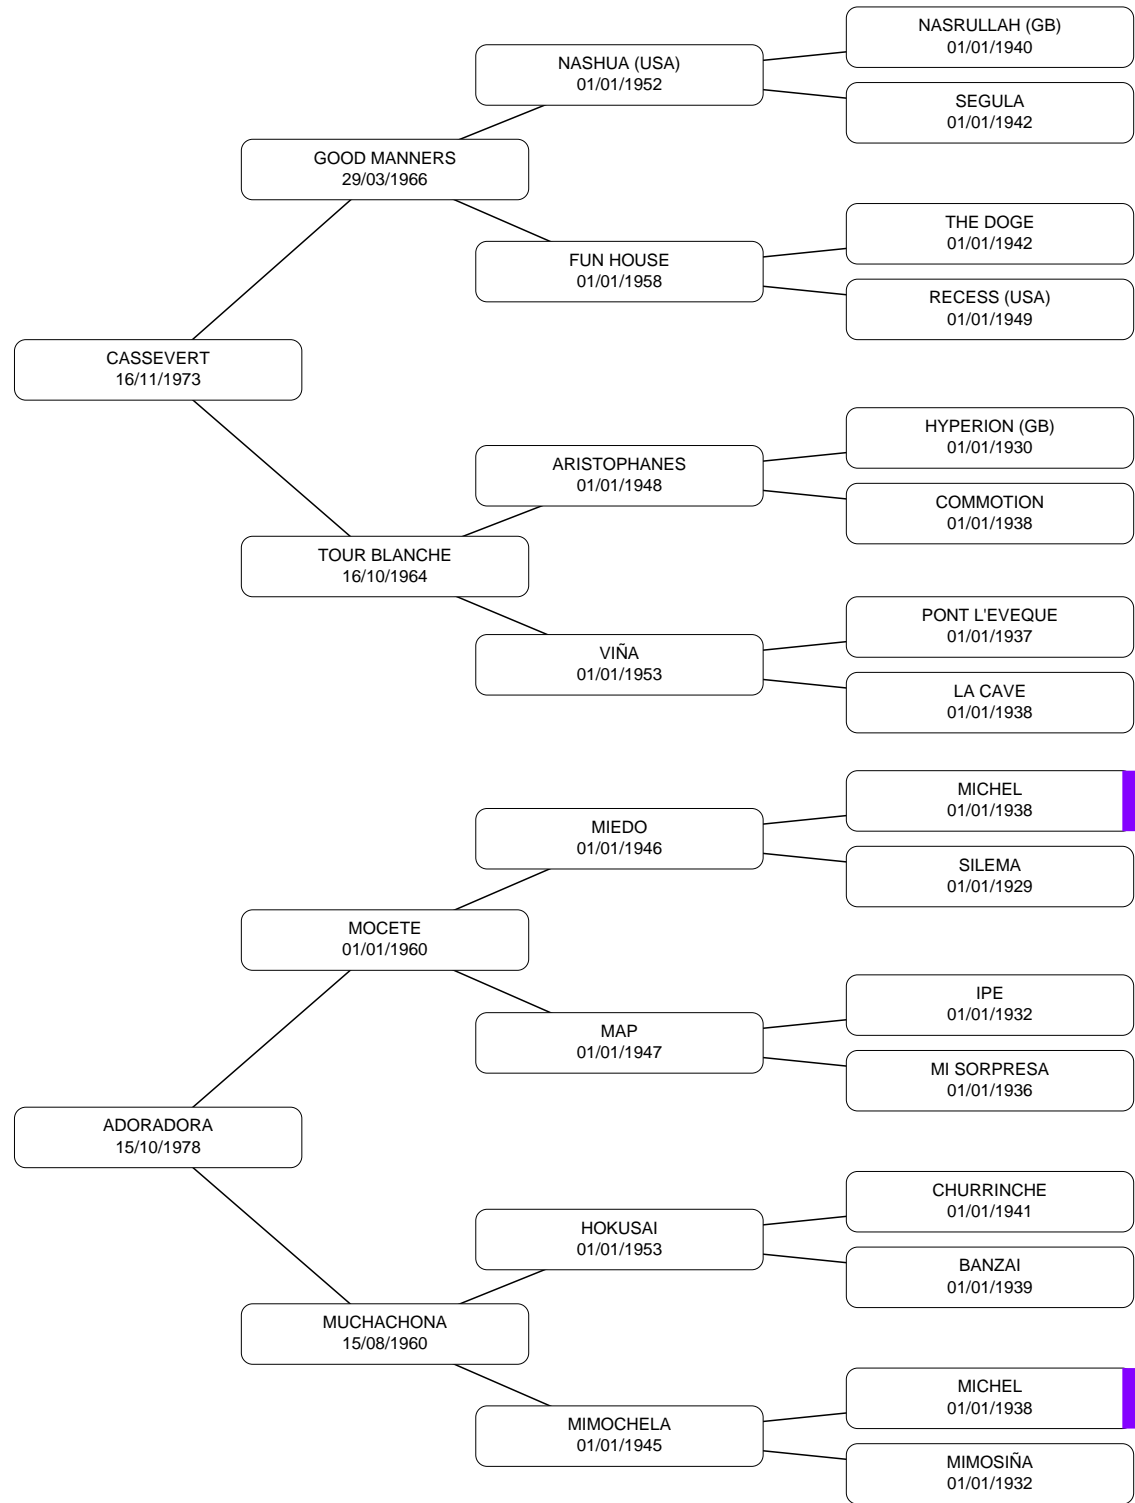 NASRULLAH (GB)
01/01/1940
NASHUA (USA)
01/01/1952
SEGULA
01/01/1942
GOOD MANNERS
29/03/1966
THE DOGE
01/01/1942
FUN HOUSE
01/01/1958
RECESS (USA)
01/01/1949
CASSEVERT
16/11/1973
HYPERION (GB)
01/01/1930
ARISTOPHANES
01/01/1948
COMMOTION
01/01/1938
TOUR BLANCHE
16/10/1964
PONT L'EVEQUE
01/01/1937
VIÑA
01/01/1953
LA CAVE
01/01/1938
MICHEL
01/01/1938
MIEDO
01/01/1946
SILEMA
01/01/1929
MOCETE
01/01/1960
IPE
01/01/1932
MAP
01/01/1947
MI SORPRESA
01/01/1936
ADORADORA
15/10/1978
CHURRINCHE
01/01/1941
HOKUSAI
01/01/1953
BANZAI
01/01/1939
MUCHACHONA
15/08/1960
MICHEL
01/01/1938
MIMOCHELA
01/01/1945
MIMOSIÑA
01/01/1932